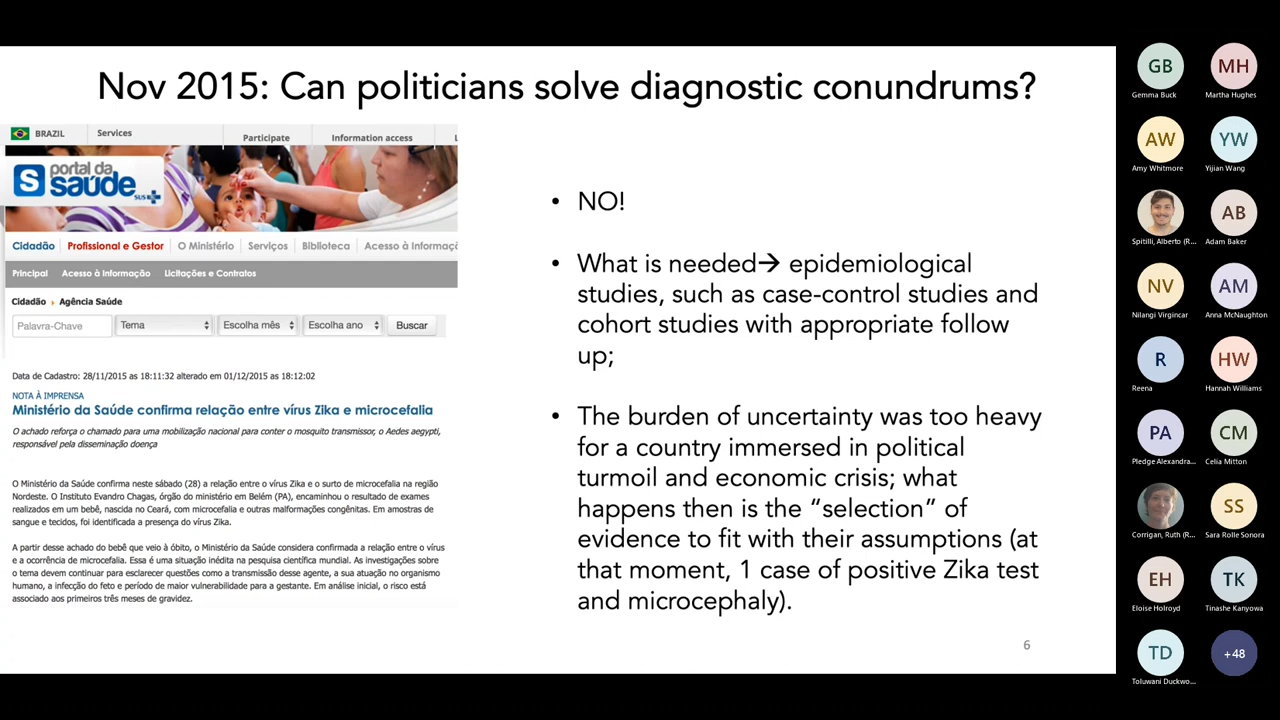 Nov 2015: Can politicians solve diagnostic conundrums?
BRAZIL
Services
Participate
Information access
L
portal da
saúde
SUS
Cidadão
Profissional e Gestor
O Ministério
Serviços
Biblioteca
Acesso à Informaç
Principal
Acesso à Informação
Licitações e Contratos
Cidadão › Agência Saúde
Palavra-Chave
Tema
Escolha mês
Escolha ano
Buscar
Data de Cadastro: 28/11/2015 as 18:11:32 alterado em 01/12/2015 as 18:12:02
NOTA À IMPRENSA
Ministério da Saúde confirma relação entre vírus Zika e microcefalia
O achado reforça o chamado para uma mobilização nacional para conter o mosquito transmissor, o Aedes aegypti,
responsável pela disseminação doença
O Ministério da Saúde confirma neste sábado (28) a relação entre o vírus Zika e o surto de microcefalia na região
Nordeste. O Instituto Evandro Chagas, órgão do ministério em Belém (PA), encaminhou o resultado de exames
realizados em um bebê, nascida no Ceará, com microcefalia e outras malformações congênitas. Em amostras de
sangue e tecidos, foi identificada a presença do vírus Zika.
A partir desse achado do bebê que veio à óbito, o Ministério da Saúde considera confirmada a relação entre o vírus
e a ocorrência de microcefalia. Essa é uma situação inédita na pesquisa científica mundial. As investigações sobre
o tema devem continuar para esclarecer questões como a transmissão desse agente, a sua atuação no organismo
humano, a infecção do feto e período de maior vulnerabilidade para a gestante. Em análise inicial, o risco está
associado aos primeiros três meses de gravidez.
• NO!
• What is needed→ epidemiological
studies, such as case-control studies and
cohort studies with appropriate follow
up;
• The burden of uncertainty was too heavy
for a country immersed in political
turmoil and economic crisis; what
happens then is the “selection” of
evidence to fit with their assumptions (at
that moment, 1 case of positive Zika test
and microcephaly).
6
GB
Gemma Buck
MH
Martha Hughes
AW
Amy Whitmore
YW
Yijian Wang
Spitilli, Alberto (R...
AB
Adam Baker
NV
Nilangi Virgincar
AM
Anna McNaughton
R
Reena
HW
Hannah Williams
PA
Pledge Alexandra...
CM
Celia Mitton
Corrigan, Ruth (R...
SS
Sara Rolle Sonora
EH
Eloise Holroyd
TK
Tinashe Kanyowa
TD
Toluwani Duckwo...
+48